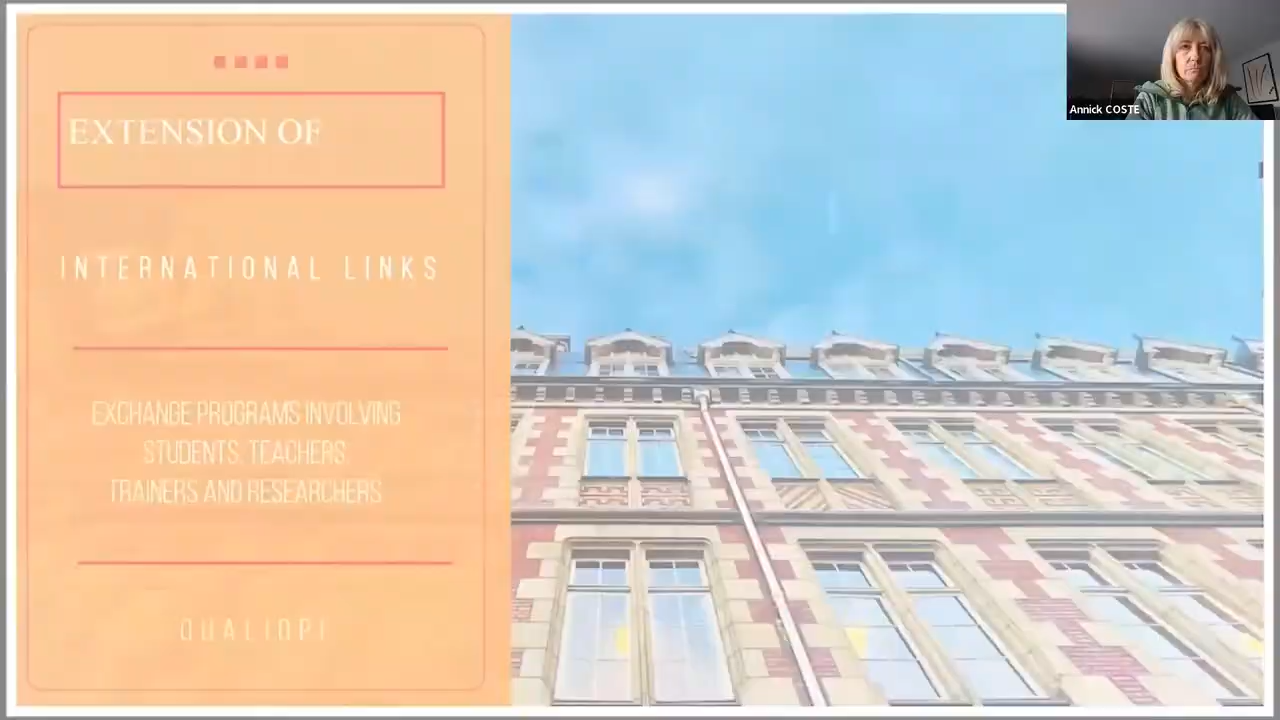 EXTENSION OF
INTERNATIONAL LINKS
EXCHANGE PROGRAMS INVOLVING
STUDENTS, TEACHERS,
TRAINERS AND RESEARCHERS
QUALIOPI
Annick COSTE